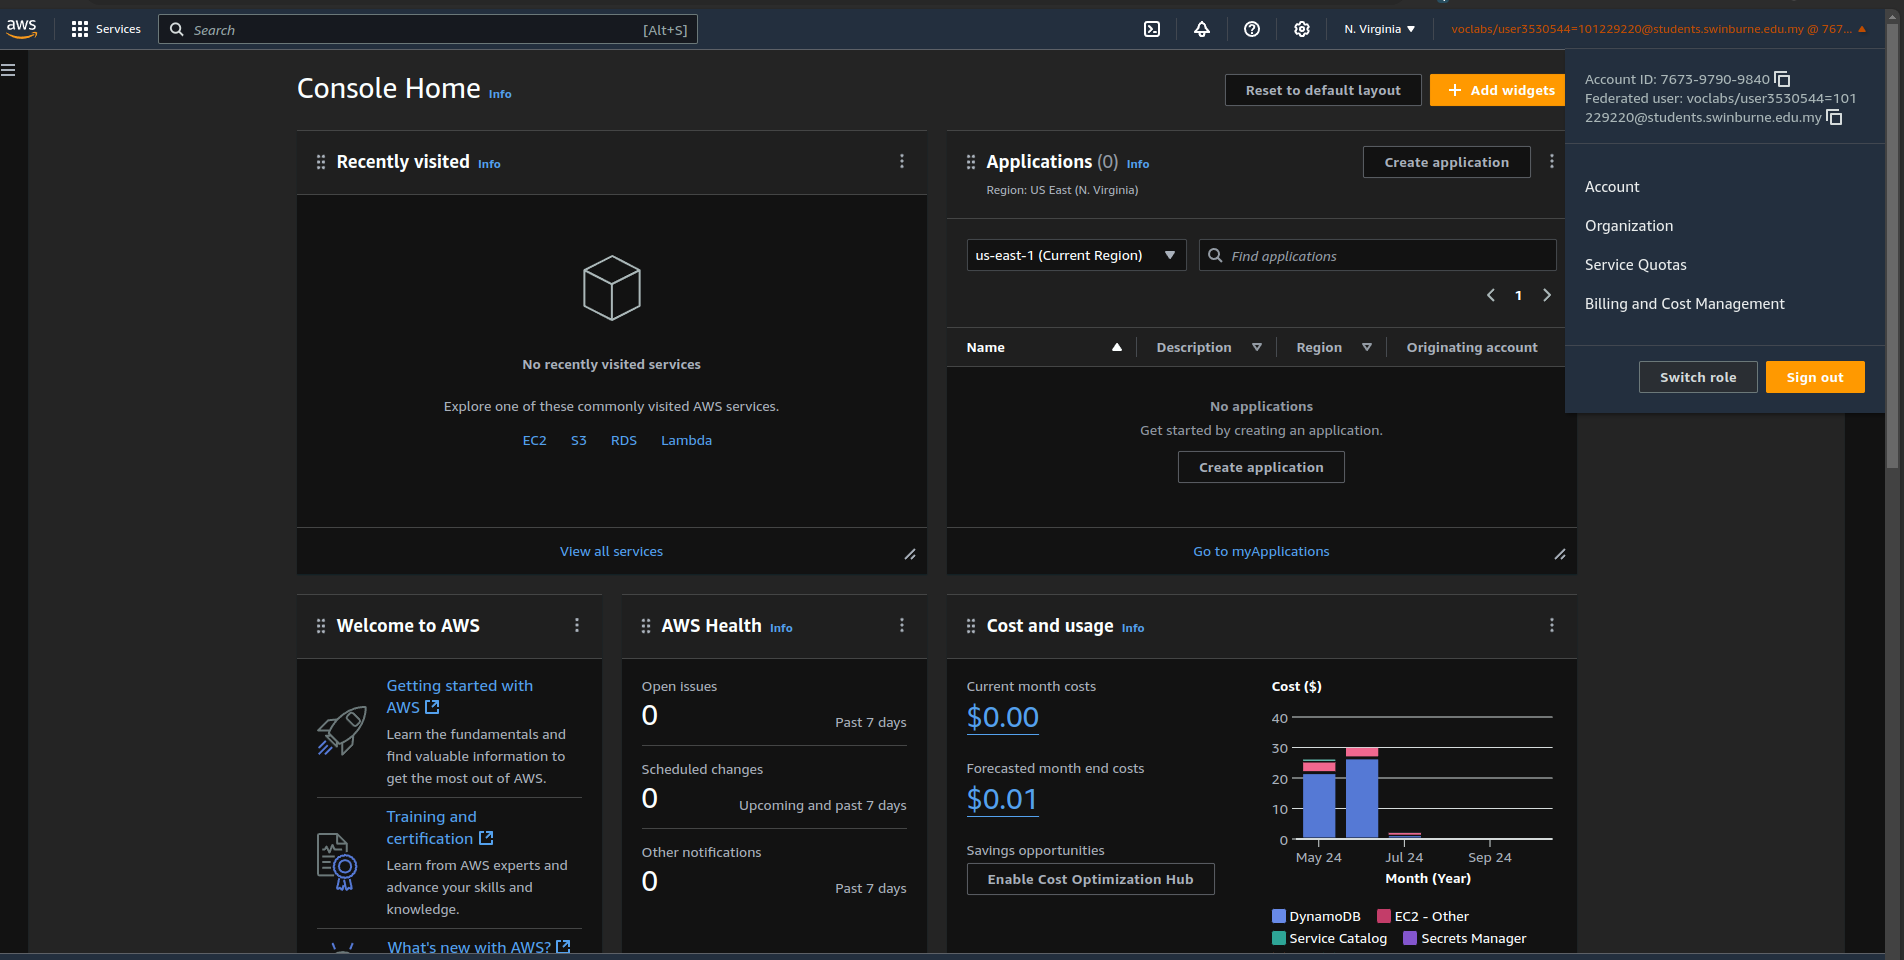 aws
Services
Search
[Alt+S]
N. Virginia
voclabs/user3530544=101229220@students.swinburne.edu.my @ 767...
Account ID: 7673-9790-9840
Federated user: voclabs/user3530544=101
229220@students.swinburne.edu.my
Account
Organization
Service Quotas
Billing and Cost Management
Switch role
Sign out
Console Home Info
Reset to default layout
Add widgets
Recently visited Info
No recently visited services
Explore one of these commonly visited AWS services.
EC2 S3 RDS Lambda
View all services
Applications (0) Info
Region: US East (N. Virginia)
Create application
us-east-1 (Current Region)
Find applications
1
Name Description Region Originating account
No applications
Get started by creating an application.
Create application
Go to myApplications
Welcome to AWS
Getting started with
AWS
Learn the fundamentals and
find valuable information to
get the most out of AWS.
Training and
certification
Learn from AWS experts and
advance your skills and
knowledge.
What's new with AWS?
AWS Health Info
Open issues
0
Past 7 days
Scheduled changes
0
Upcoming and past 7 days
Other notifications
0
Past 7 days
Cost and usage Info
Current month costs
$0.00
Forecasted month end costs
$0.01
Savings opportunities
Enable Cost Optimization Hub
Cost ($)
40
30
20
10
0
May 24 Jul 24 Sep 24
Month (Year)
DynamoDB EC2 - Other
Service Catalog Secrets Manager